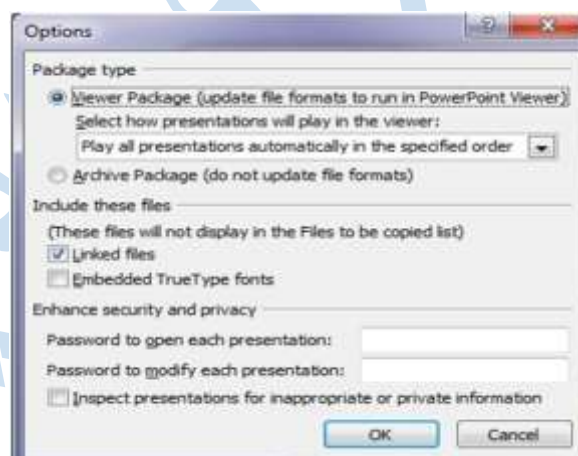 Options
Package type
Viewer Package (update file formats to run in PowerPoint Viewer)
Select how presentations will play in the viewer:
Play all presentations automatically in the specified order
Archive Package (do not update file formats)
Include these files
(These files will not display in the Files to be copied list)
Linked files
Embedded TrueType fonts
Enhance security and privacy
Password to open each presentation:
Password to modify each presentation:
Inspect presentations for inappropriate or private information
OK Cancel